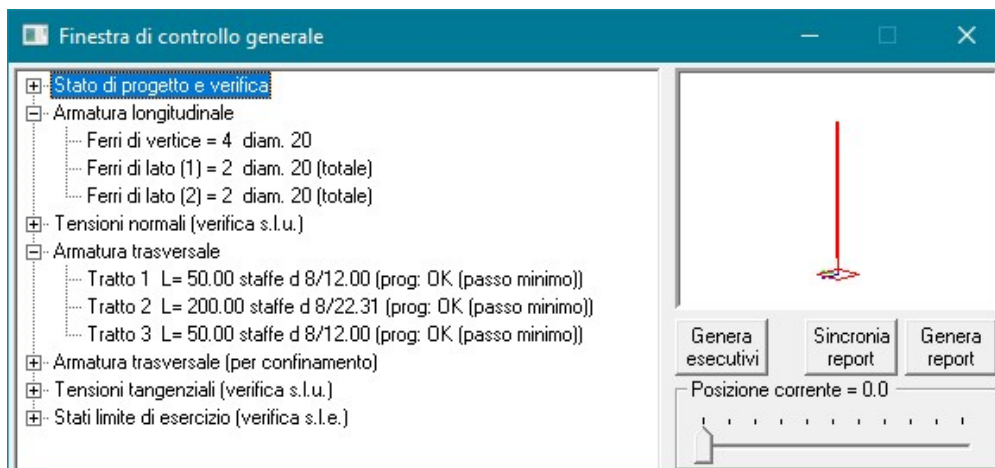 Finestra di controllo generale
Stato di progetto e verifica
Armatura longitudinale
Ferri di vertice = 4 diam. 20
Ferri di lato (1) = 2 diam. 20 (totale)
Ferri di lato (2) = 2 diam. 20 (totale)
Tensioni normali (verifica s.l.u.)
Armatura trasversale
Tratto 1 L= 50.00 staffe d 8/12.00 (prog: OK (passo minimo))
Tratto 2 L= 200.00 staffe d 8/22.31 (prog: OK (passo minimo))
Tratto 3 L= 50.00 staffe d 8/12.00 (prog: OK (passo minimo))
Armatura trasversale (per confinamento)
Tensioni tangenziali (verifica s.l.u.)
Stati limite di esercizio (verifica s.l.e.)
Genera
esecutivi
Sincronia
report
Genera
report
Posizione corrente = 0.0